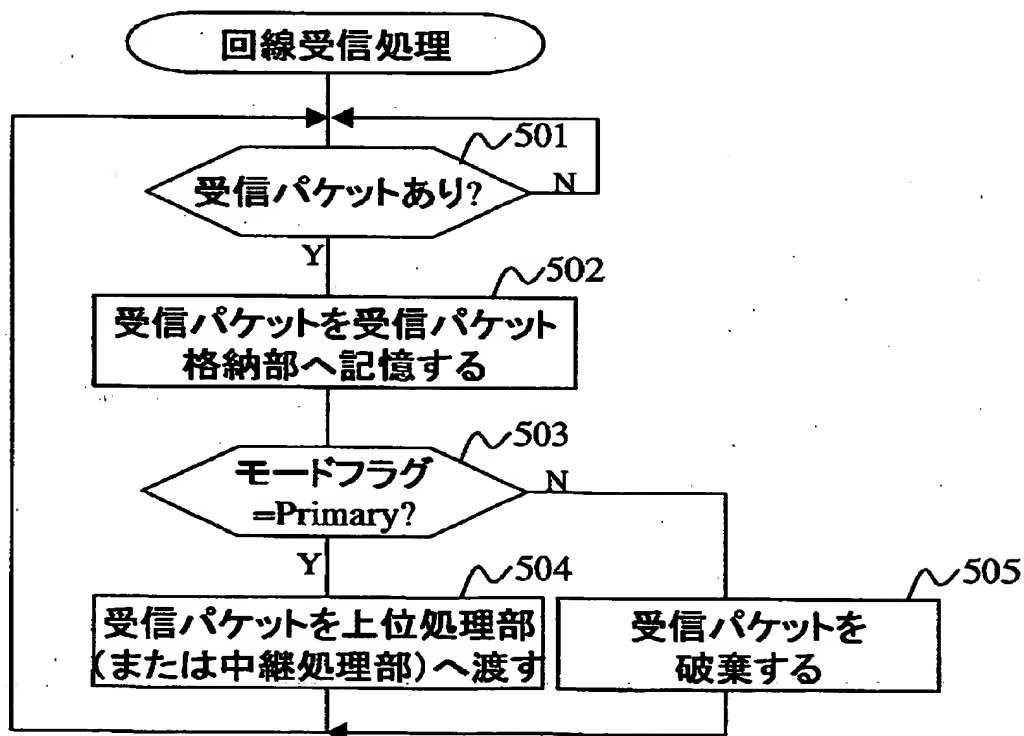 回線受信処理
501
受信パケットあり?
N
Y
502
受信パケットを受信パケット
格納部へ記憶する
503
モードフラグ
=Primary?
N
Y
504
受信パケットを上位処理部
(または中継処理部)へ渡す
505
受信パケットを
破棄する